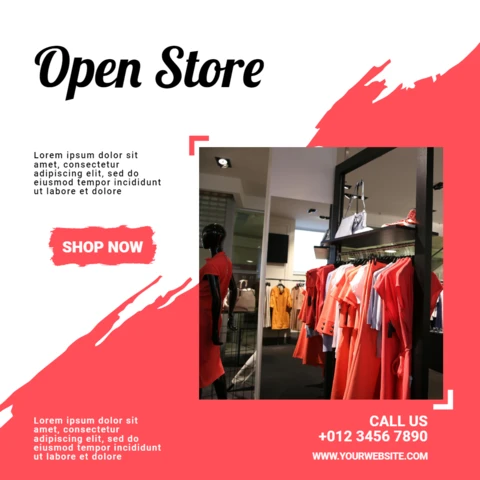 Open Store
Lorem ipsum dolor sit
amet, consectetur
adipiscing elit, sed do
eiusmod tempor incididunt
ut labore et dolore
SHOP NOW
Lorem ipsum dolor sit
amet, consectetur
adipiscing elit, sed do
eiusmod tempor incididunt
ut labore et dolore
CALL US
+012 3456 7890
WWW.YOURWEBSITE.COM